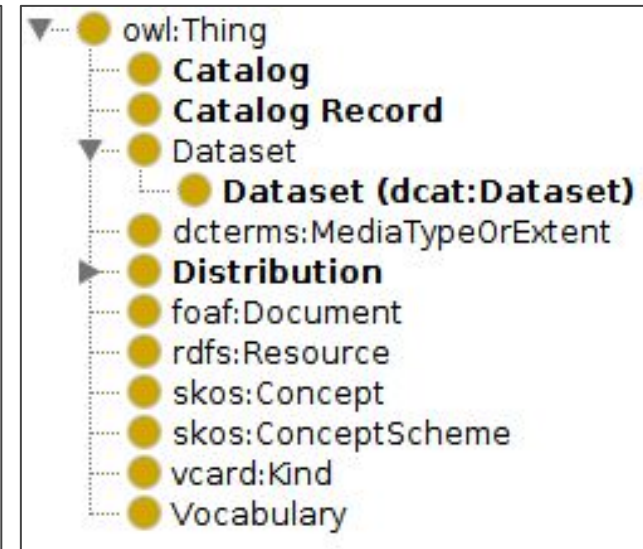 owl:Thing
Catalog
Catalog Record
Dataset
Dataset (dcat:Dataset)
dcterms:MediaTypeOrExtent
Distribution
foaf:Document
rdfs:Resource
skos:Concept
skos:ConceptScheme
vcard:Kind
Vocabulary